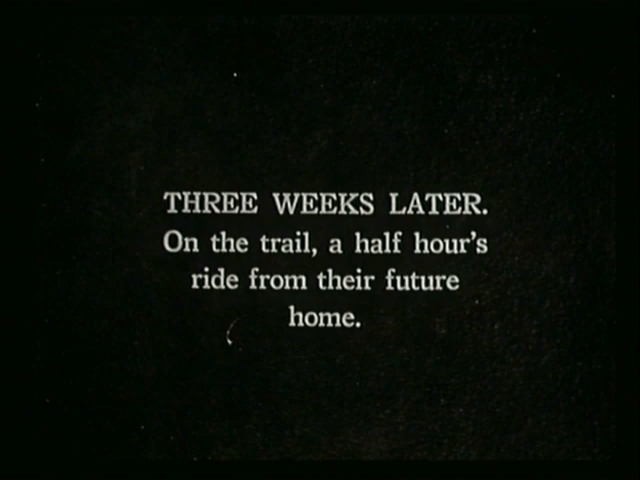 THREE WEEKS LATER.
On the trail, a half hour's
ride from their future
home.